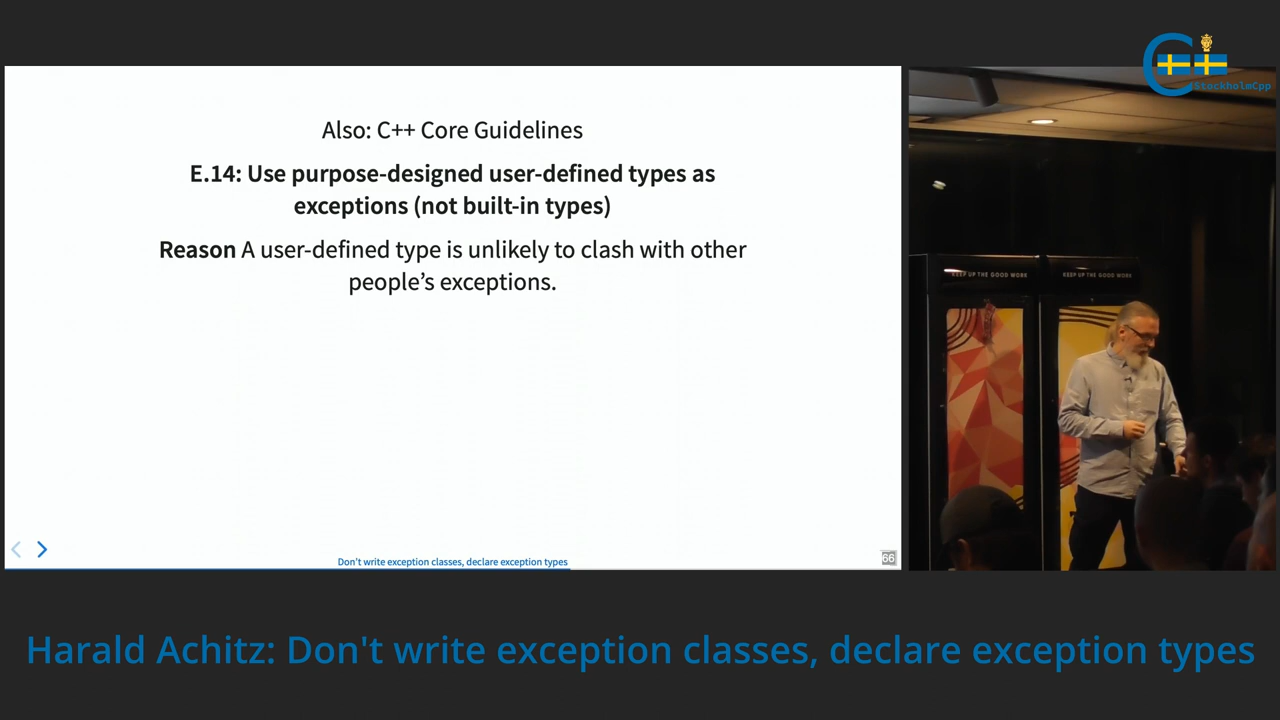 StockholmCpp
Also: C++ Core Guidelines
E.14: Use purpose-designed user-defined types as
exceptions (not built-in types)
Reason A user-defined type is unlikely to clash with other
people’s exceptions.
KEEP UP THE GOOD WORK
KEEP UP THE GOOD WORK
Don't write exception classes, declare exception types
66
Harald Achitz: Don't write exception classes, declare exception types